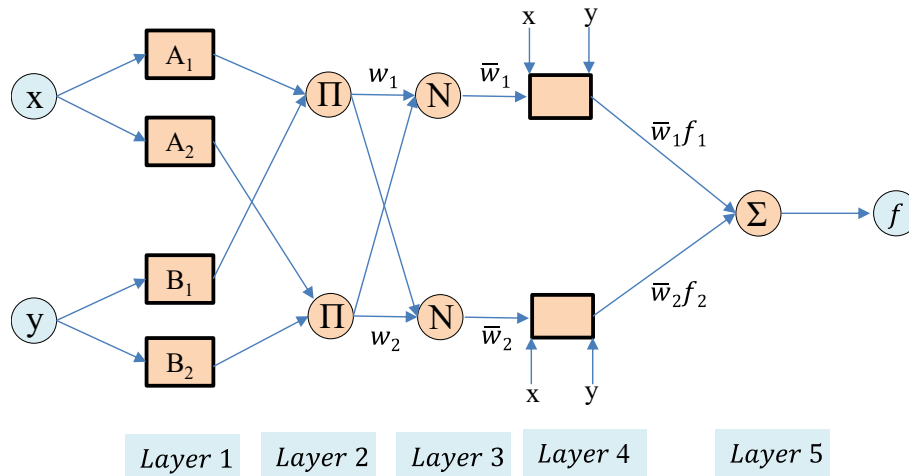 x y
A₁
w₁
w̅₁
x
Π
N
A₂
w̅₁f₁
Σ
f
B₁
w̅₂f₂
y
Π
N
w₂
w̅₂
B₂
x y
Layer 1 Layer 2 Layer 3 Layer 4 Layer 5